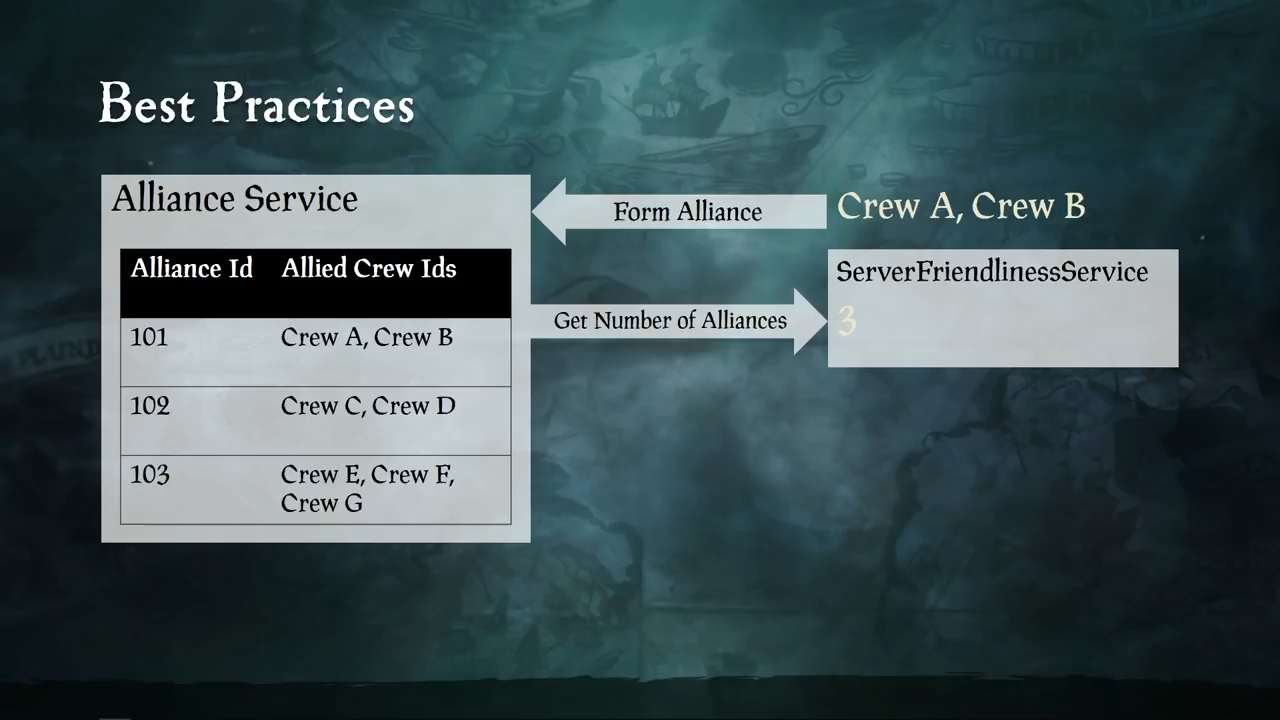 Best Practices
Alliance Service
Form Alliance
Crew A, Crew B
Alliance Id
Allied Crew Ids
101
Crew A, Crew B
102
Crew C, Crew D
103
Crew E, Crew F,
Crew G
Get Number of Alliances
ServerFriendlinessService
3
PLUND